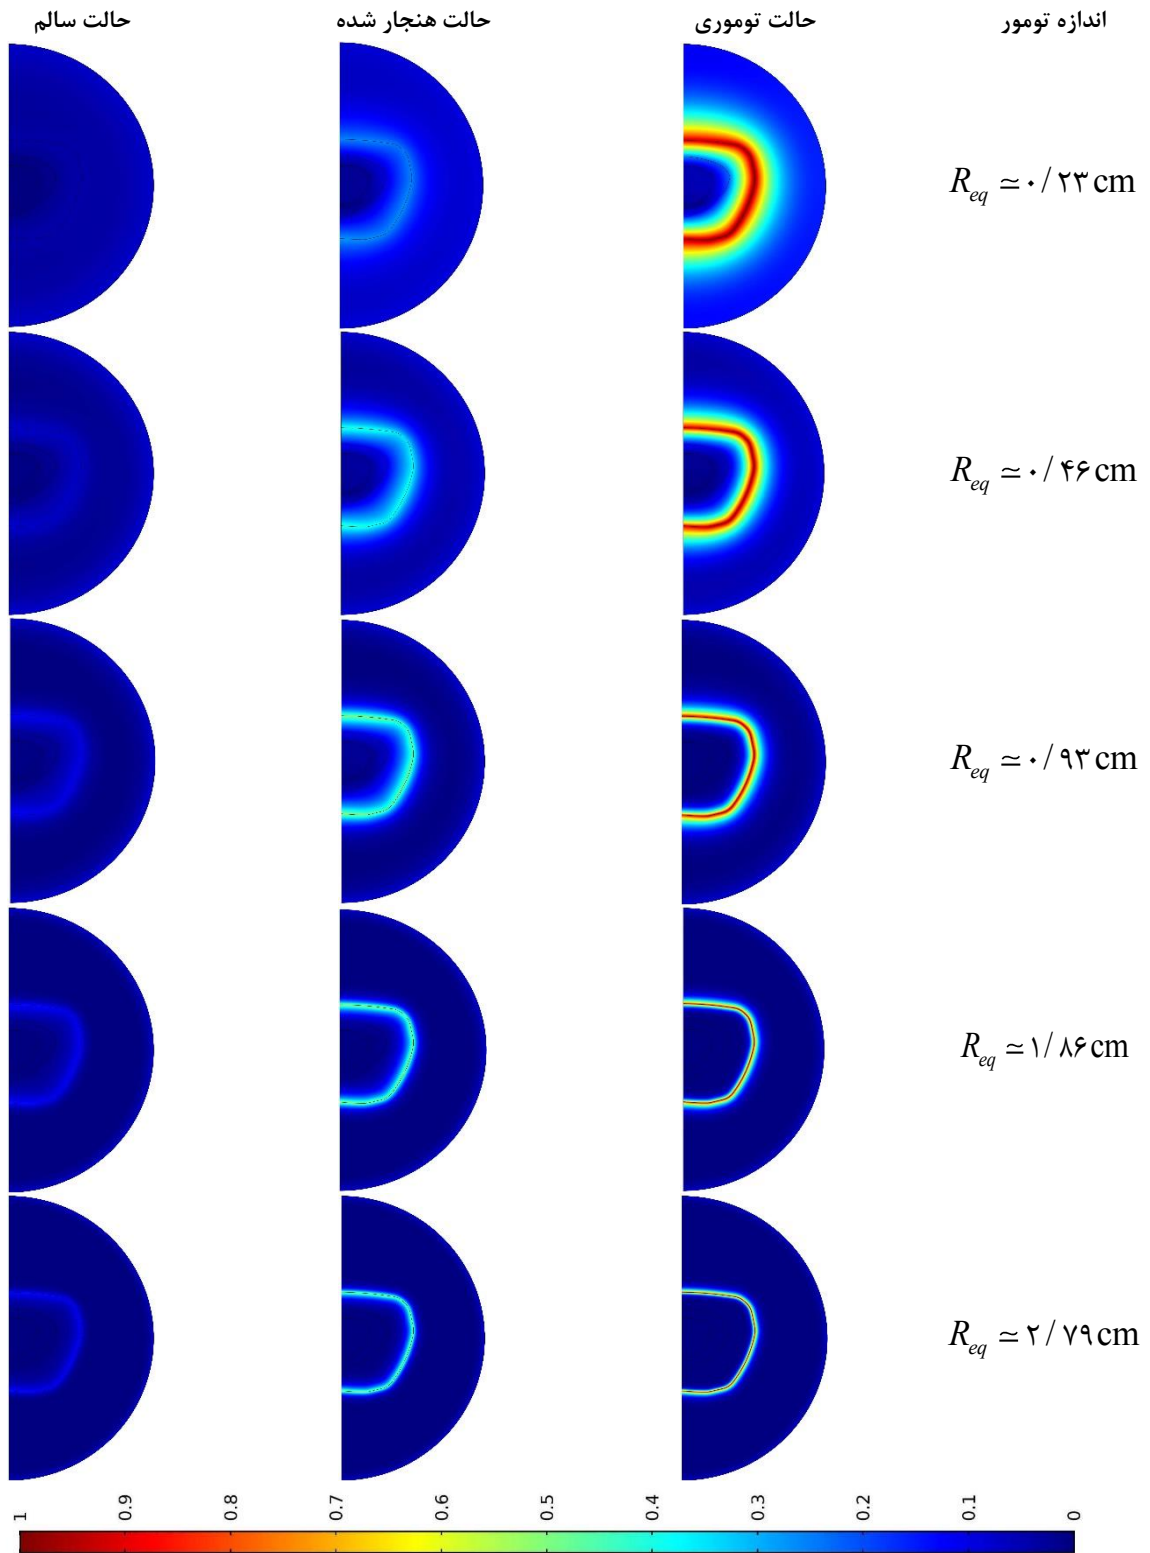 اندازه تومور	حالت توموری	حالت هنجار شده	حالت سالم
R_eq ≃ ۰/۲۳ cm
R_eq ≃ ۰/۴۶ cm
R_eq ≃ ۰/۹۳ cm
R_eq ≃ ۱/۸۶ cm
R_eq ≃ ۲/۷۹ cm
1 0.9 0.8 0.7 0.6 0.5 0.4 0.3 0.2 0.1 0